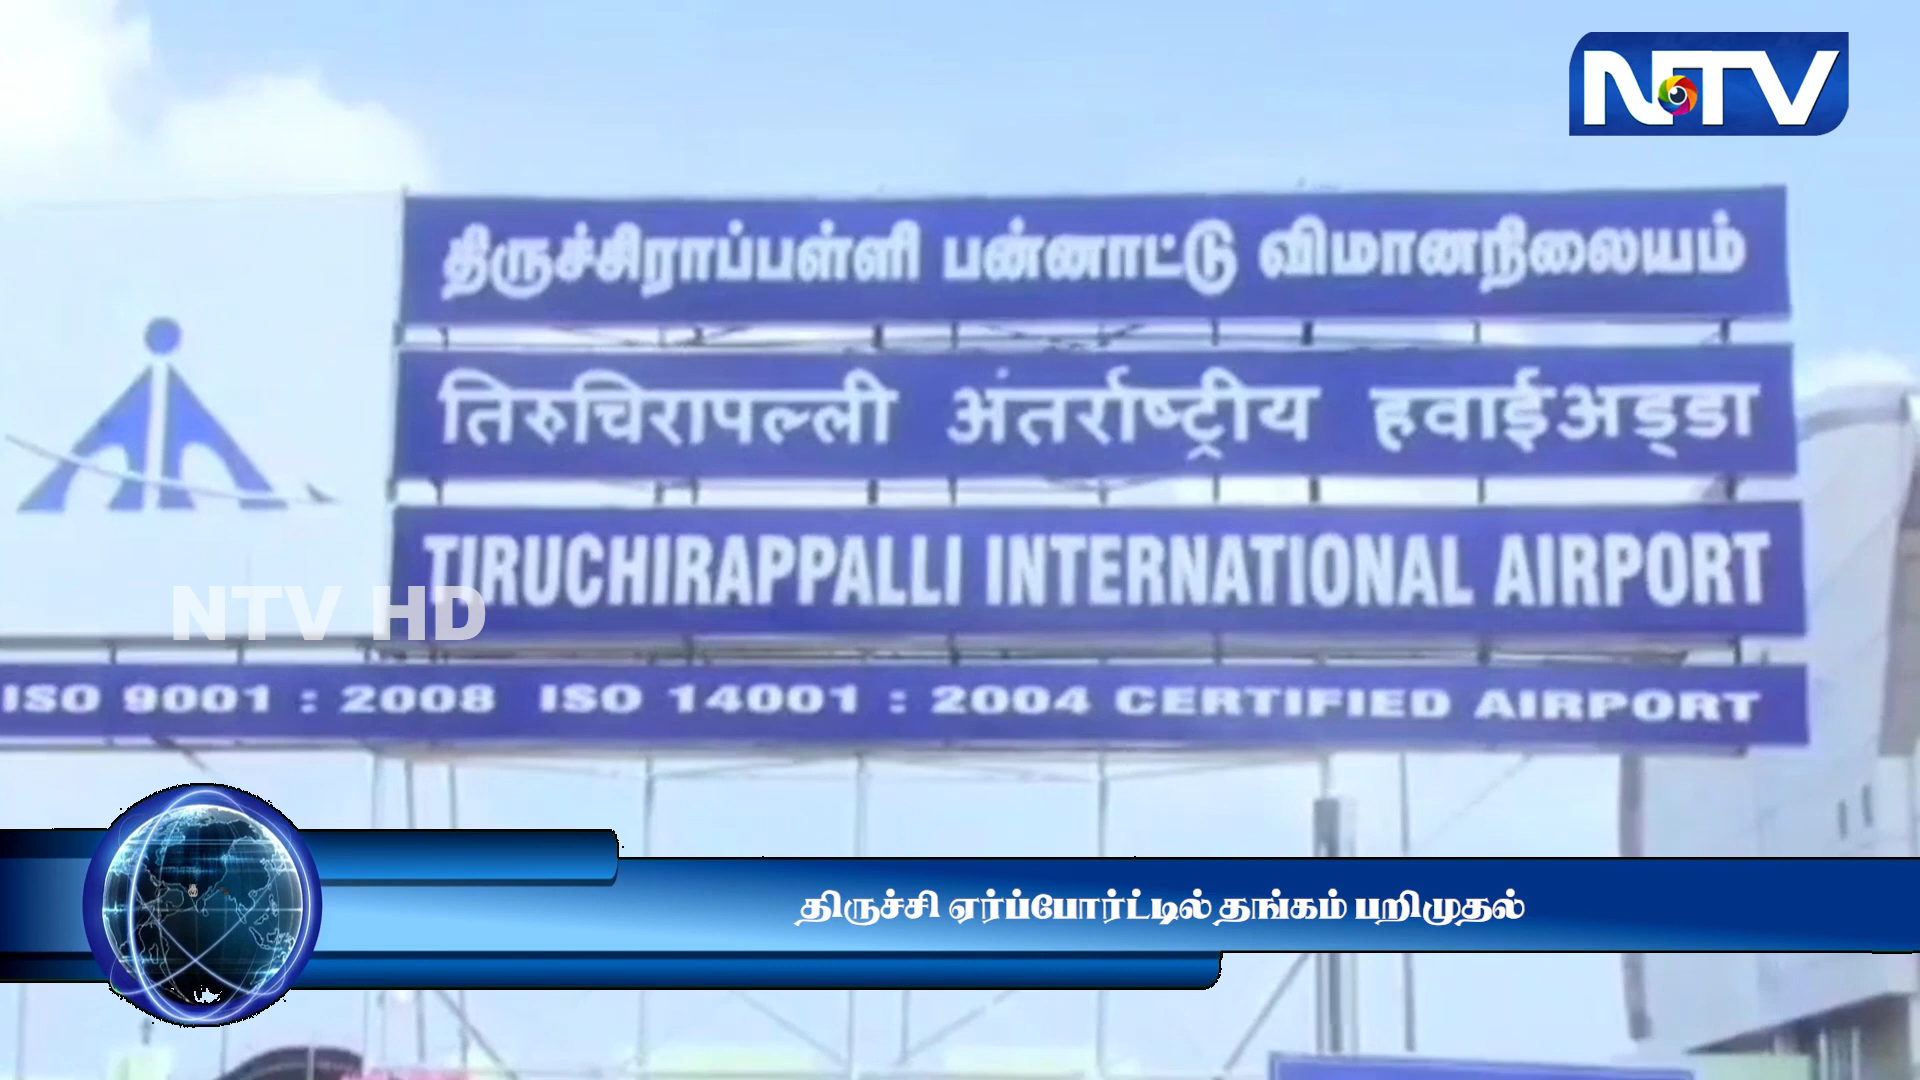 NTV
திருச்சிராப்பள்ளி பன்னாட்டு விமானநிலையம்
तिरुचिरापल्ली अंतर्राष्ट्रीय हवाईअड्डा
TIRUCHIRAPPALLI INTERNATIONAL AIRPORT
NTV HD
ISO 9001 : 2008 ISO 14001 : 2004 CERTIFIED AIRPORT
திருச்சி ஏர்ப்போர்ட்டில் தங்கம் பறிமுதல்